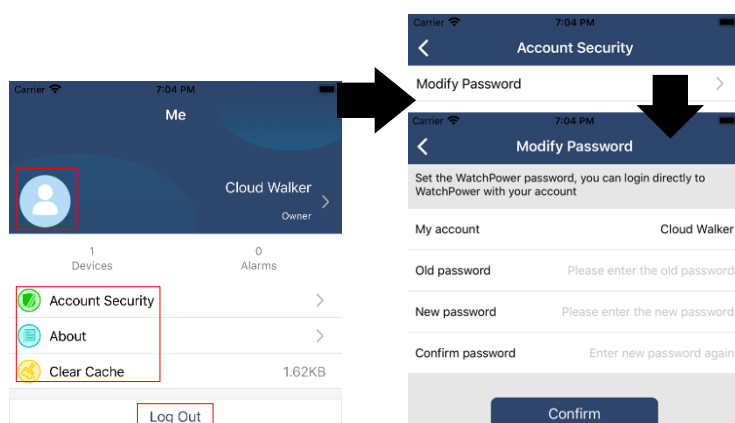 Carrier 7:04 PM
Me
Cloud Walker
Owner
1 0
Devices Alarms
Account Security
About
Clear Cache 1.62KB
Log Out
Carrier 7:04 PM
Account Security
Modify Password
Carrier 7:04 PM
Modify Password
Set the WatchPower password, you can login directly to
WatchPower with your account
My account Cloud Walker
Old password Please enter the old password
New password Please enter the new password
Confirm password Enter new password again
Confirm